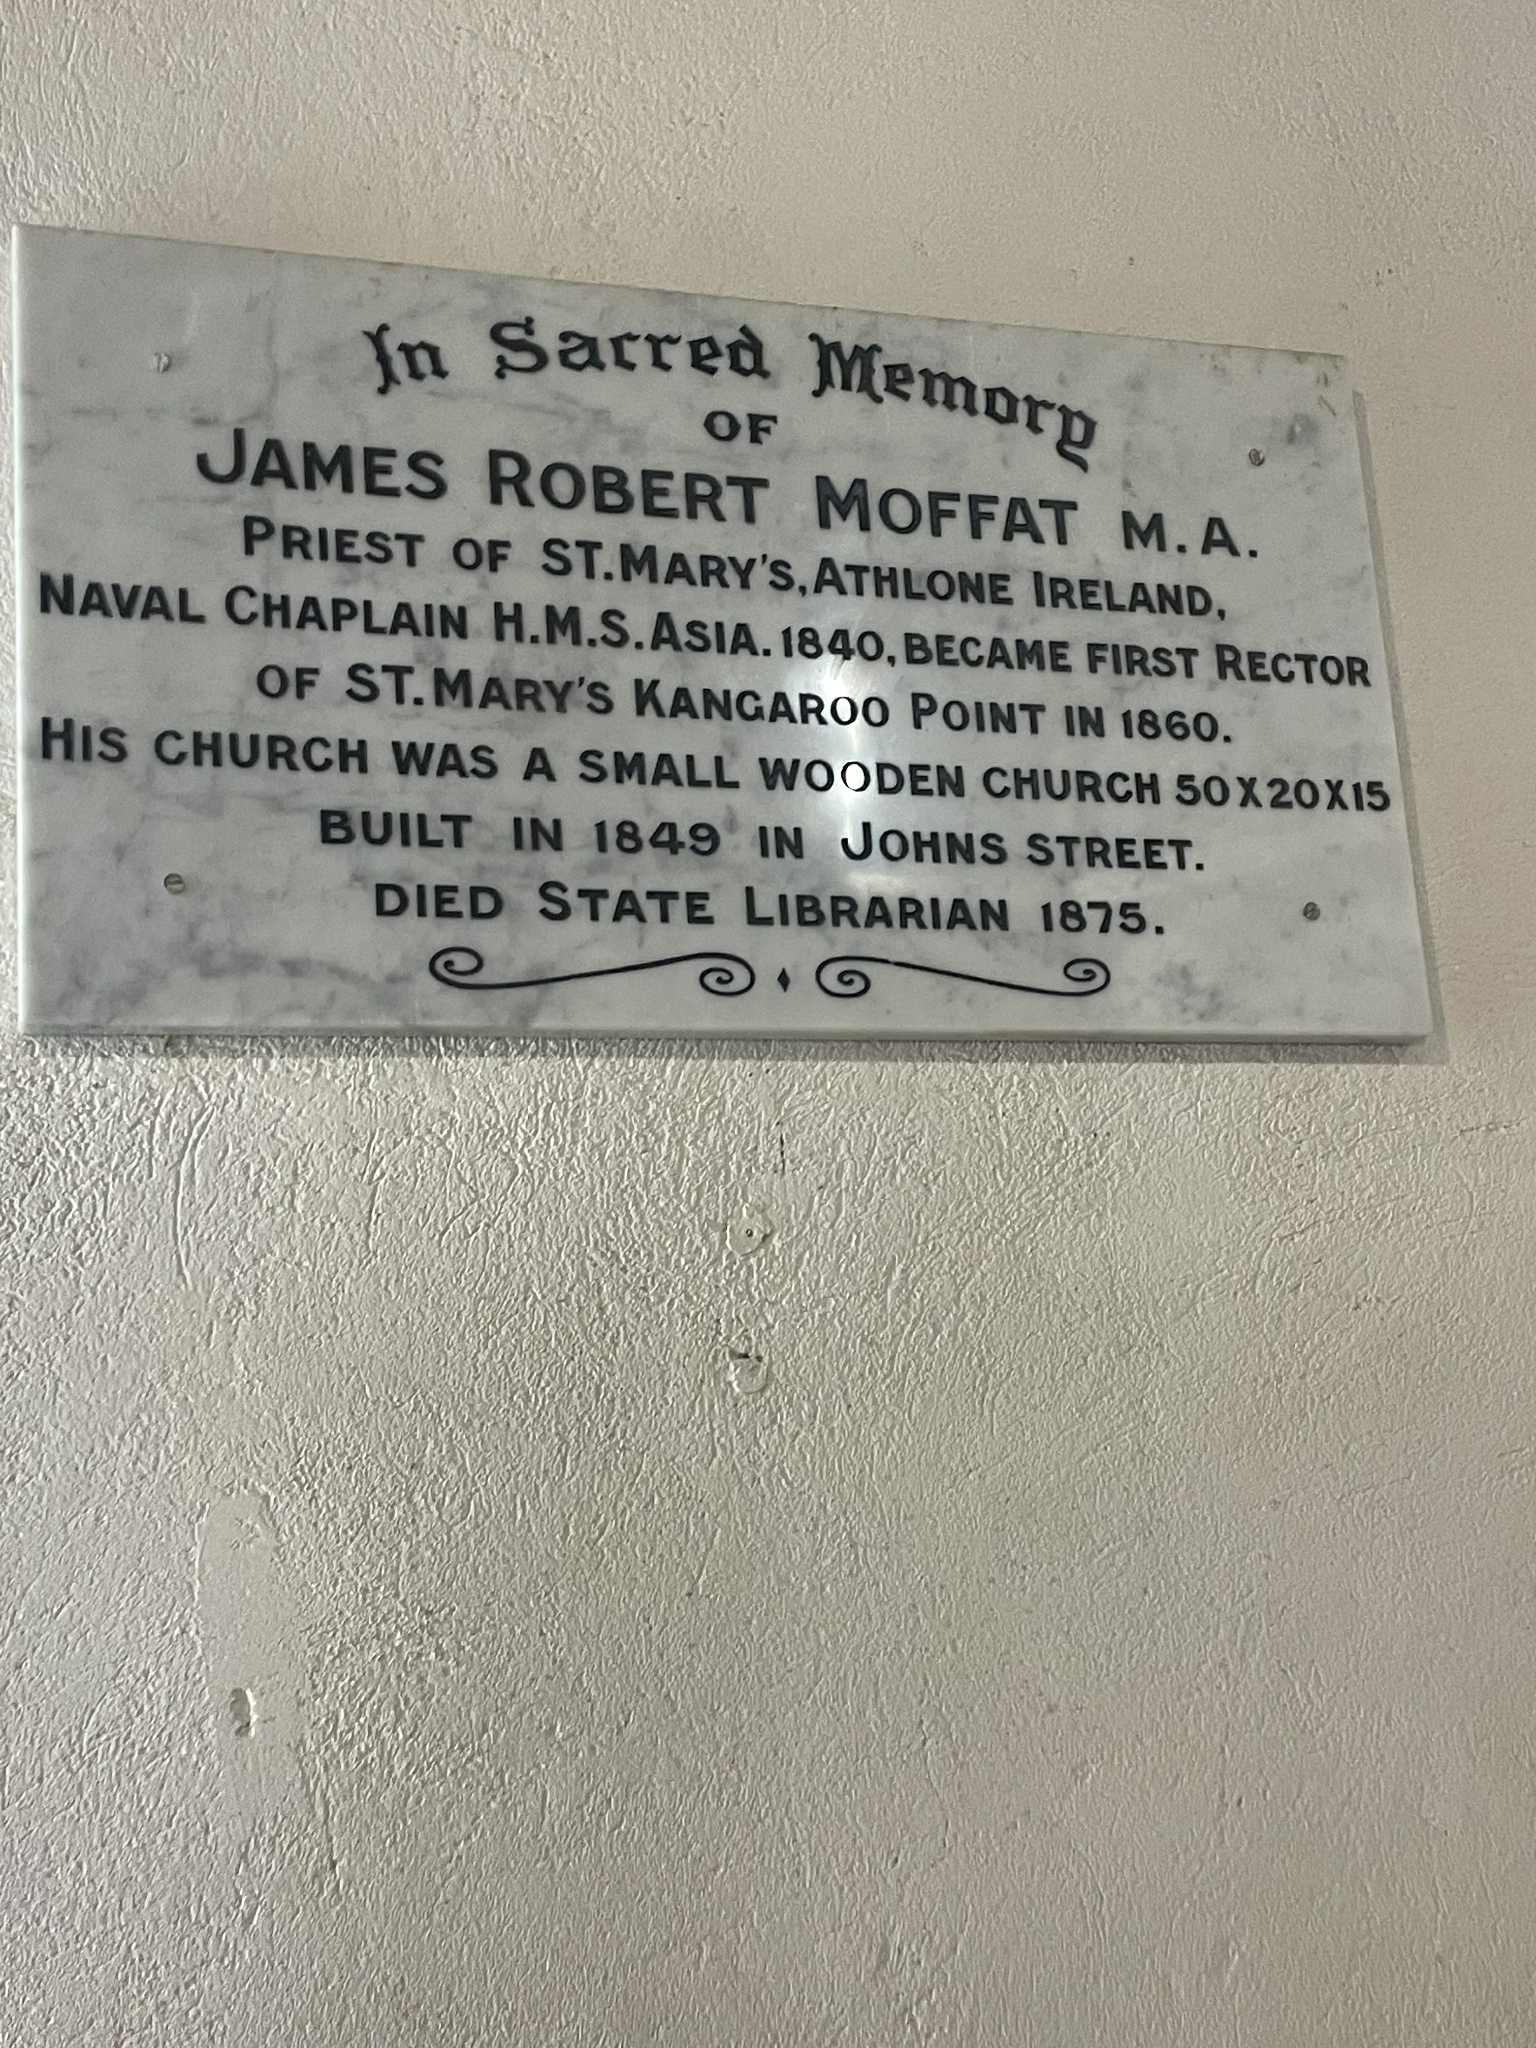 In Sacred Memory
OF
JAMES ROBERT MOFFAT M.A.
PRIEST OF ST. MARY'S, ATHLONE IRELAND,
NAVAL CHAPLAIN H.M.S. ASIA. 1840, BECAME FIRST RECTOR
OF ST. MARY'S KANGAROO POINT IN 1860.
HIS CHURCH WAS A SMALL WOODEN CHURCH 50X20X15
BUILT IN 1849 IN JOHNS STREET.
DIED STATE LIBRARIAN 1875.